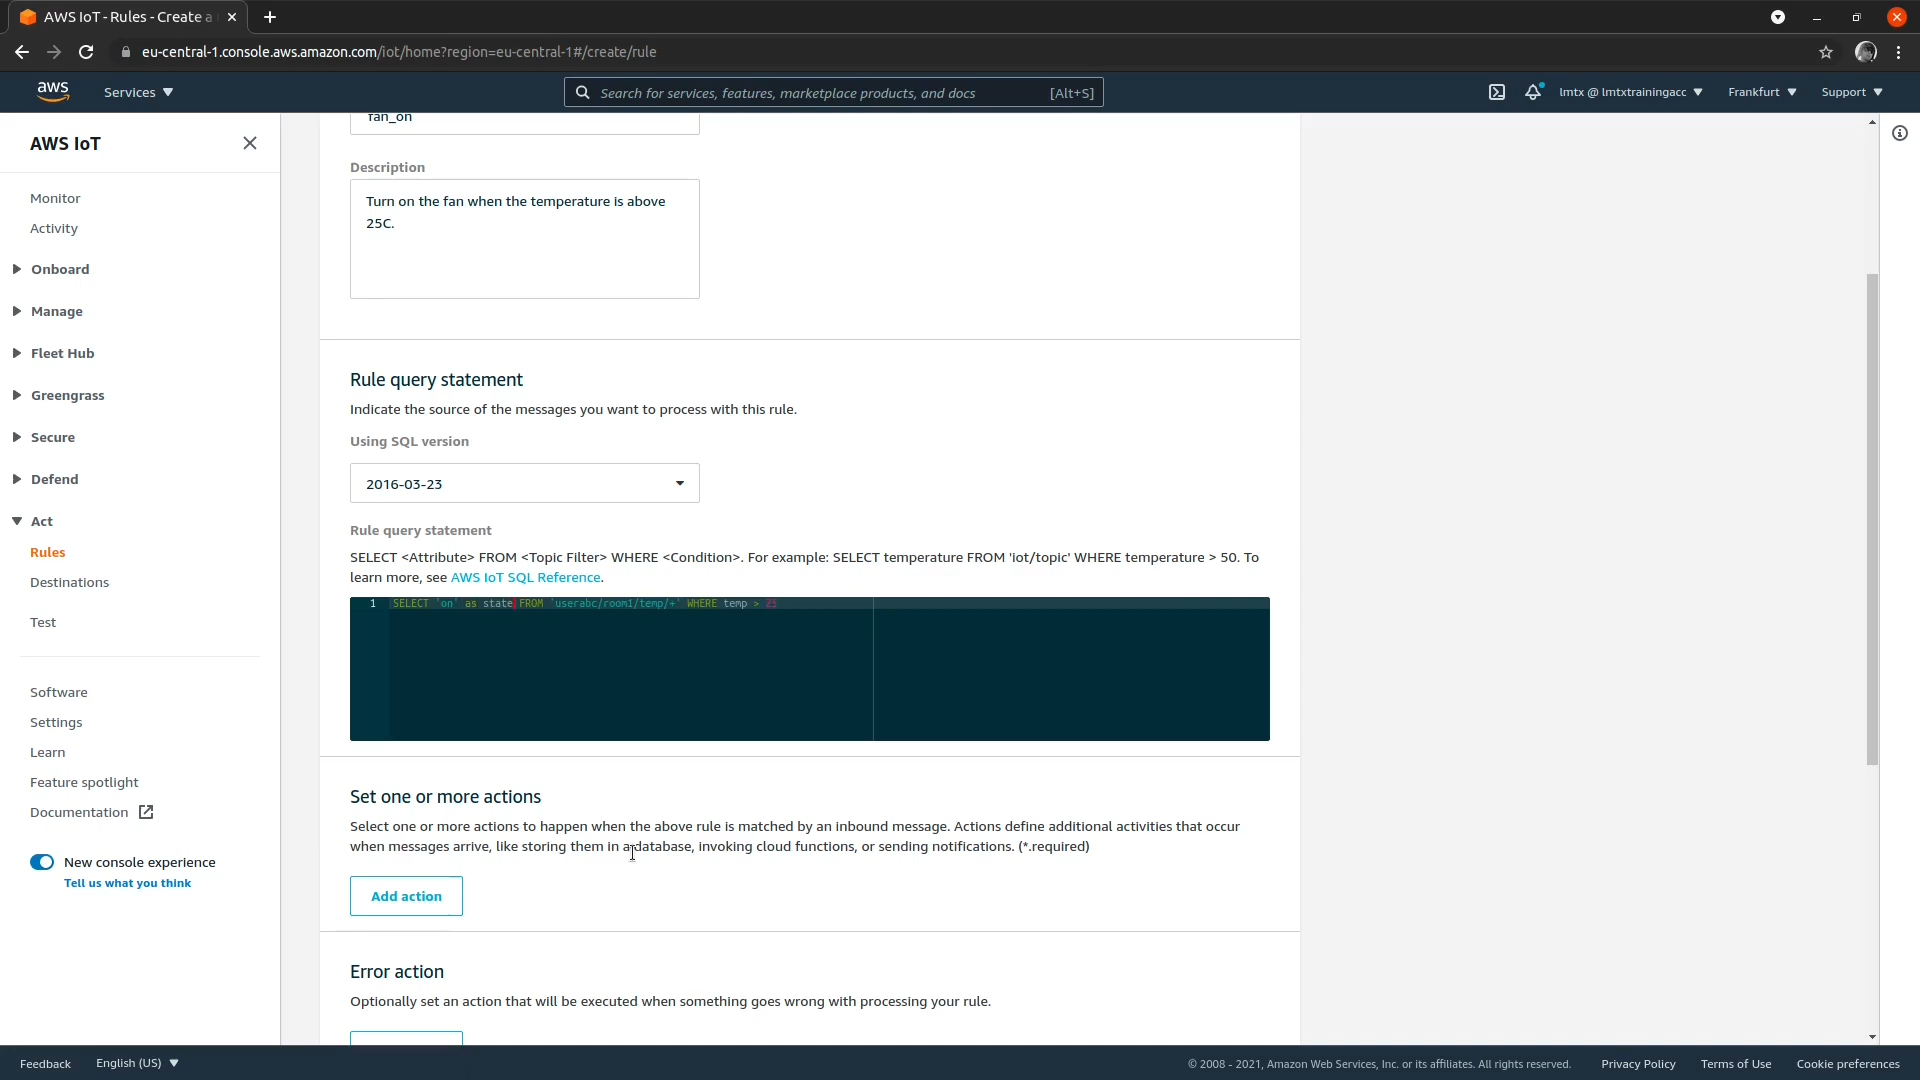 AWS IoT - Rules - Create a
eu-central-1.console.aws.amazon.com/iot/home?region=eu-central-1#/create/rule
aws
Services
Search for services, features, marketplace products, and docs
[Alt+S]
lmtx @ lmtxtrainingacc
Frankfurt
Support
AWS IoT
Monitor
Activity
Onboard
Manage
Fleet Hub
Greengrass
Secure
Defend
Act
Rules
Destinations
Test
Software
Settings
Learn
Feature spotlight
Documentation
New console experience
Tell us what you think
fan_on
Description
Turn on the fan when the temperature is above
25C.
Rule query statement
Indicate the source of the messages you want to process with this rule.
Using SQL version
2016-03-23
Rule query statement
SELECT <Attribute> FROM <Topic Filter> WHERE <Condition>. For example: SELECT temperature FROM 'iot/topic' WHERE temperature > 50. To
learn more, see AWS IoT SQL Reference.
1 SELECT 'on' as state FROM 'userabc/room1/temp/+' WHERE temp > 25
Set one or more actions
Select one or more actions to happen when the above rule is matched by an inbound message. Actions define additional activities that occur
when messages arrive, like storing them in a database, invoking cloud functions, or sending notifications. (*.required)
Add action
Error action
Optionally set an action that will be executed when something goes wrong with processing your rule.
Feedback
English (US)
© 2008 - 2021, Amazon Web Services, Inc. or its affiliates. All rights reserved.
Privacy Policy
Terms of Use
Cookie preferences